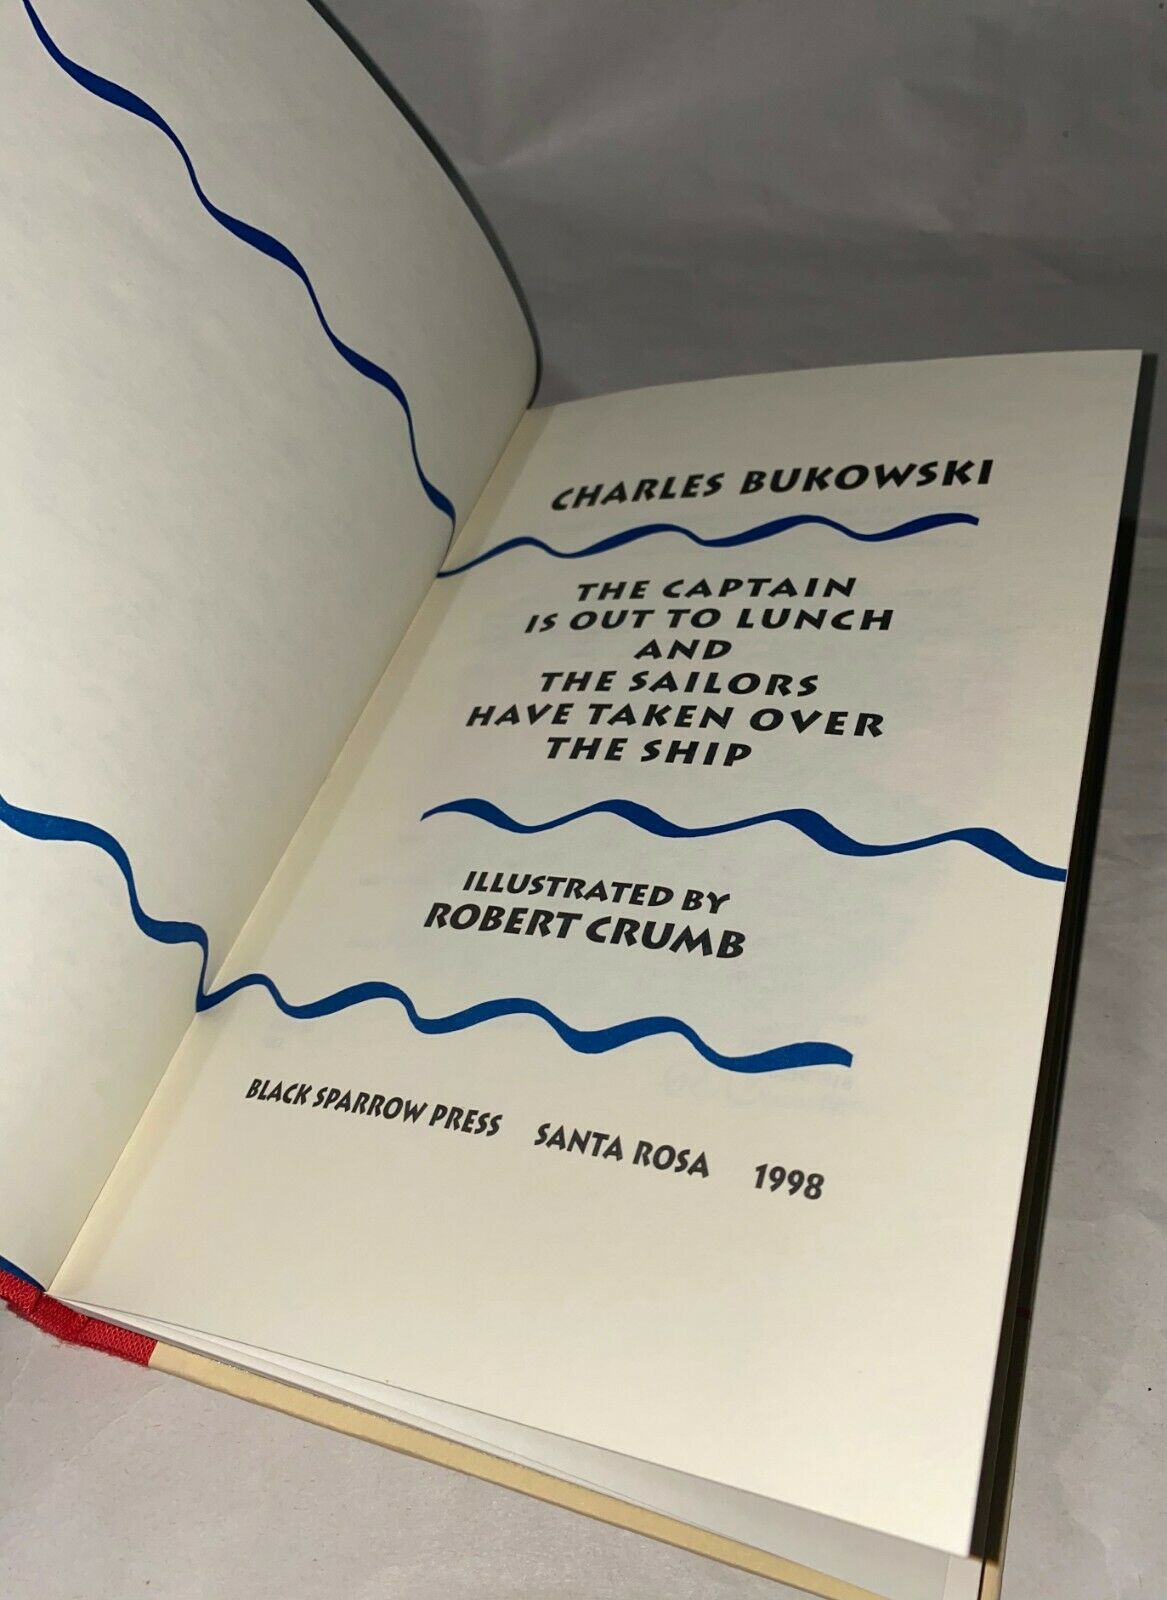 CHARLES BUKOWSKI
THE CAPTAIN
IS OUT TO LUNCH
AND
THE SAILORS
HAVE TAKEN OVER
THE SHIP
ILLUSTRATED BY
ROBERT CRUMB
BLACK SPARROW PRESS SANTA ROSA 1998